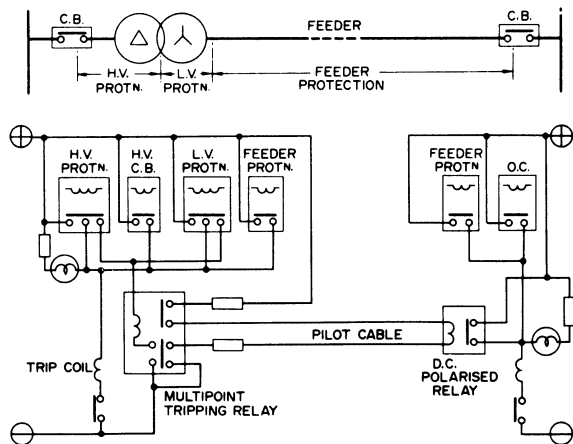 C.B.
C.B.
FEEDER
H.V.
PROTN.
L.V.
PROTN.
FEEDER
PROTECTION
H.V.
PROTN.
H.V.
C.B.
L.V.
PROTN.
FEEDER
PROTN.
FEEDER
PROTN
O.C.
PILOT CABLE
TRIP COIL
MULTIPOINT
TRIPPING RELAY
D.C.
POLARISED
RELAY